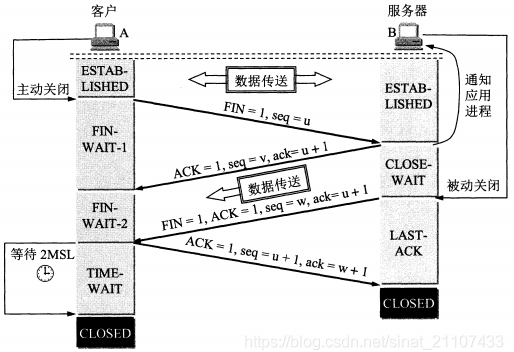 客户
服务器
A
B
ESTAB-
LISHED
数据传送
ESTAB-
LISHED
通知
应用
进程
主动关闭
FIN = 1, seq = u
FIN-
WAIT-1
ACK = 1, seq = v, ack= u + 1
CLOSE-
WAIT
数据传送
被动关闭
FIN = 1, ACK = 1, seq = w, ack= u + 1
FIN-
WAIT-2
LAST-
ACK
等待 2MSL
ACK = 1, seq = u + 1, ack = w + 1
TIME-
WAIT
CLOSED
CLOSED
https://blog.csdn.net/sinat_21107433